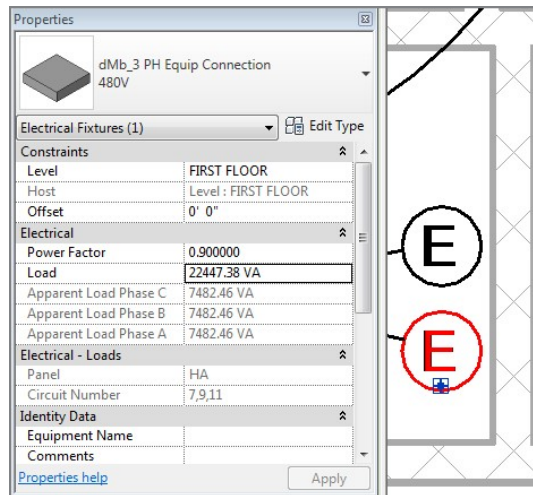 Properties
dMb_3 PH Equip Connection
480V
Electrical Fixtures (1) Edit Type
Constraints
Level FIRST FLOOR
Host Level : FIRST FLOOR
Offset 0' 0"
Electrical
Power Factor 0.900000
Load 22447.38 VA
Apparent Load Phase C 7482.46 VA
Apparent Load Phase B 7482.46 VA
Apparent Load Phase A 7482.46 VA
Electrical - Loads
Panel HA
Circuit Number 7,9,11
Identity Data
Equipment Name
Comments
Properties help Apply
E
E